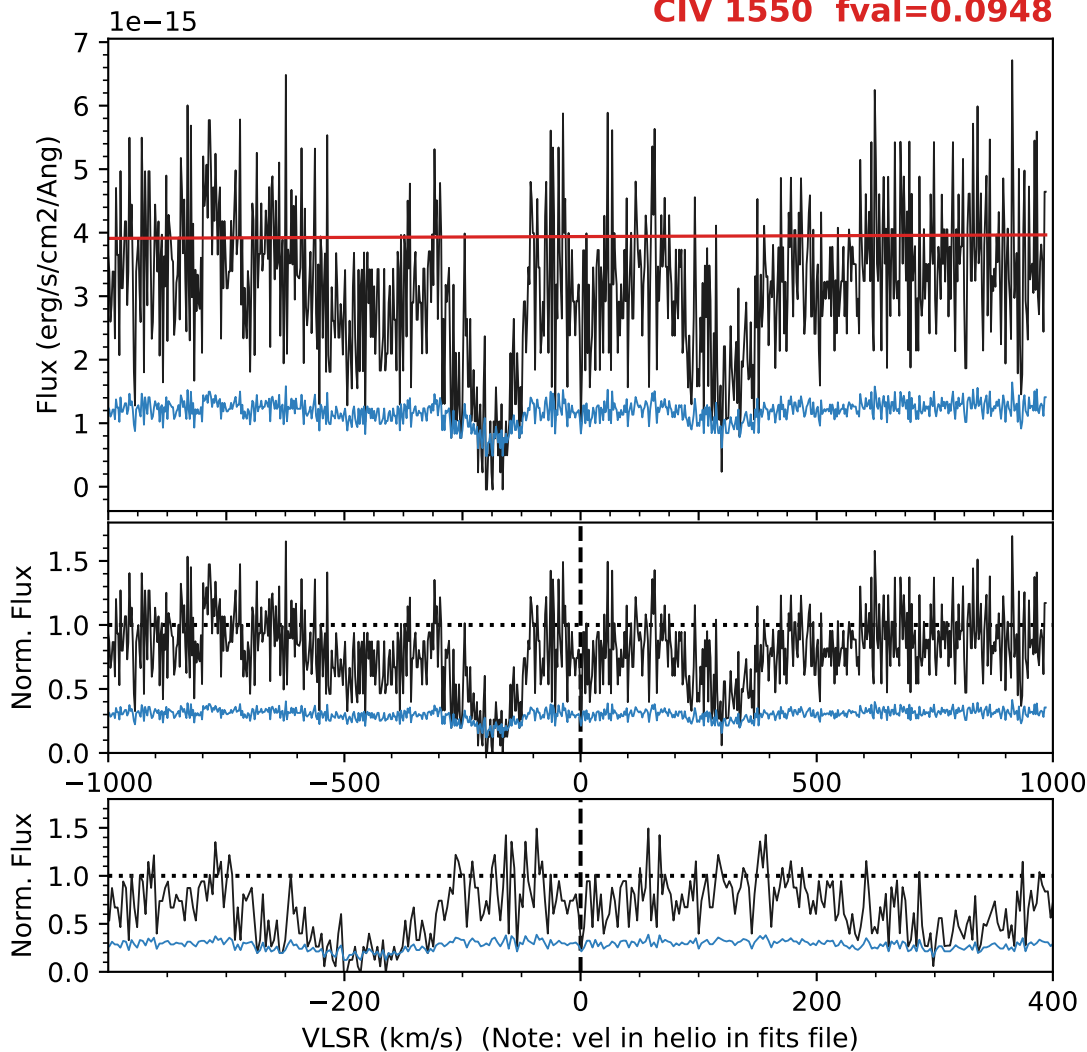 CIV 1550 fval=0.0948
1e−15
7
6
5
4
3
2
1
0
Flux (erg/s/cm2/Ang)
1.5
1.0
0.5
0.0
Norm. Flux
−1000 −500 0 500 1000
1.5
1.0
0.5
0.0
Norm. Flux
−200 0 200 400
VLSR (km/s) (Note: vel in helio in fits file)